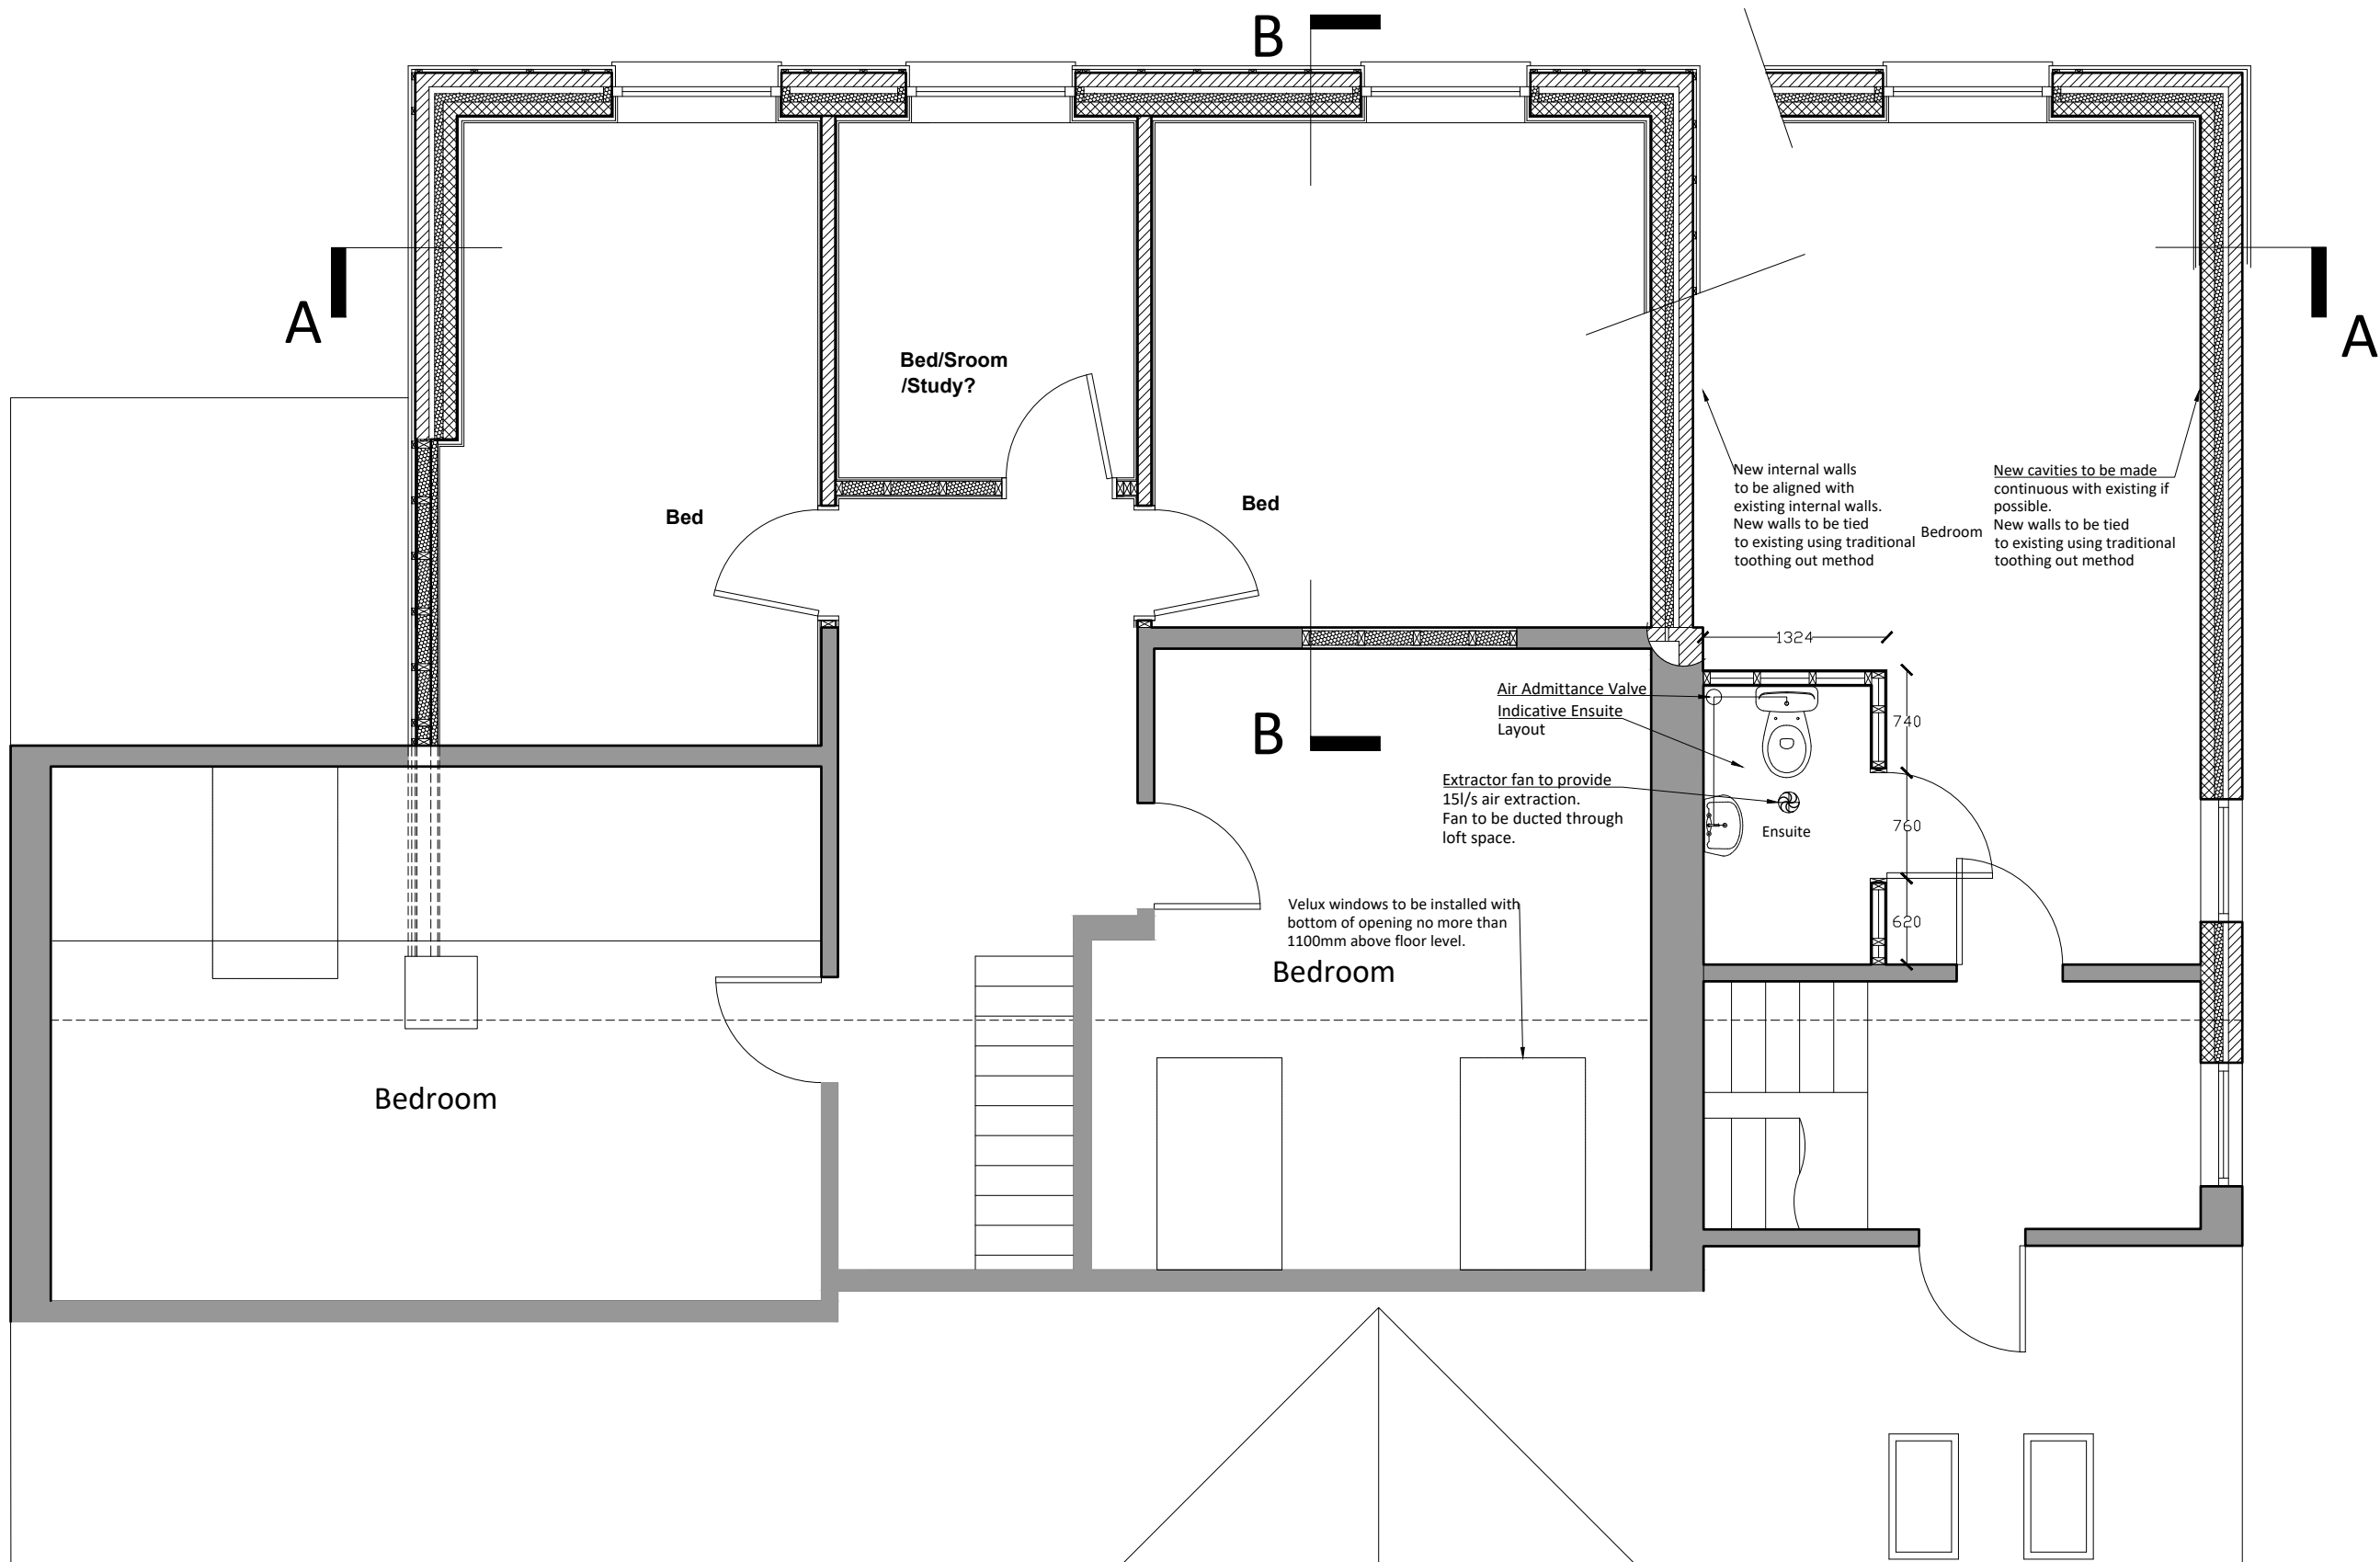 B
A
A
Bed/Sroom
/Study?
Bed
Bed
New internal walls
to be aligned with
existing internal walls.
New walls to be tied
to existing using traditional
toothing out method
Bedroom
New cavities to be made
continuous with existing if
possible.
New walls to be tied
to existing using traditional
toothing out method
1324
Air Admittance Valve
Indicative Ensuite
Layout
B
740
Extractor fan to provide
15l/s air extraction.
Fan to be ducted through
loft space.
Ensuite
760
620
Velux windows to be installed with
bottom of opening no more than
1100mm above floor level.
Bedroom
Bedroom